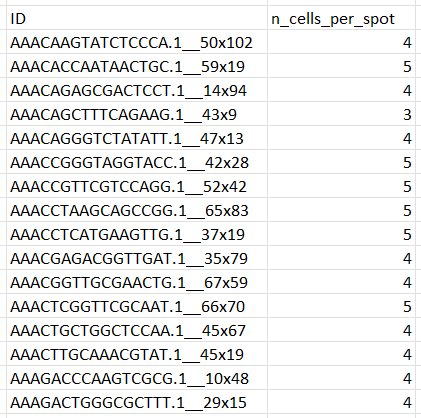 ID n_cells_per_spot
AAACAAGTATCTCCCA.1__50x102 4
AAACACCAATAACTGC.1__59x19 5
AAACAGAGCGACTCCT.1__14x94 4
AAACAGCTTTCAGAAG.1__43x9 3
AAACAGGGTCTATATT.1__47x13 4
AAACCGGGTAGGTACC.1__42x28 5
AAACCGTTCGTCCAGG.1__52x42 5
AAACCTAAGCAGCCGG.1__65x83 5
AAACCTCATGAAGTTG.1__37x19 5
AAACGAGACGGTTGAT.1__35x79 4
AAACGGTTGCGAACTG.1__67x59 4
AAACTCGGTTCGCAAT.1__66x70 5
AAACTGCTGGCTCCAA.1__45x67 4
AAACTTGCAAACGTAT.1__45x19 4
AAAGACCCAAGTCGCG.1__10x48 4
AAAGACTGGGCGCTTT.1__29x15 4